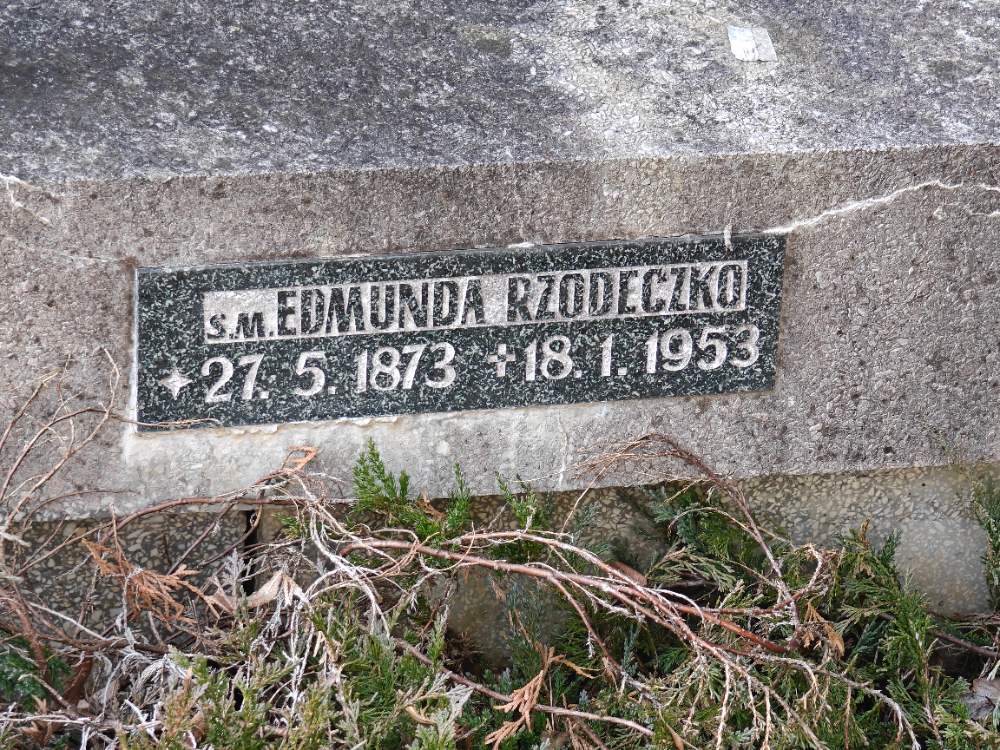 S.M. EDMUNDA RZODECZKO
27. 5. 1873 18. 1. 1953